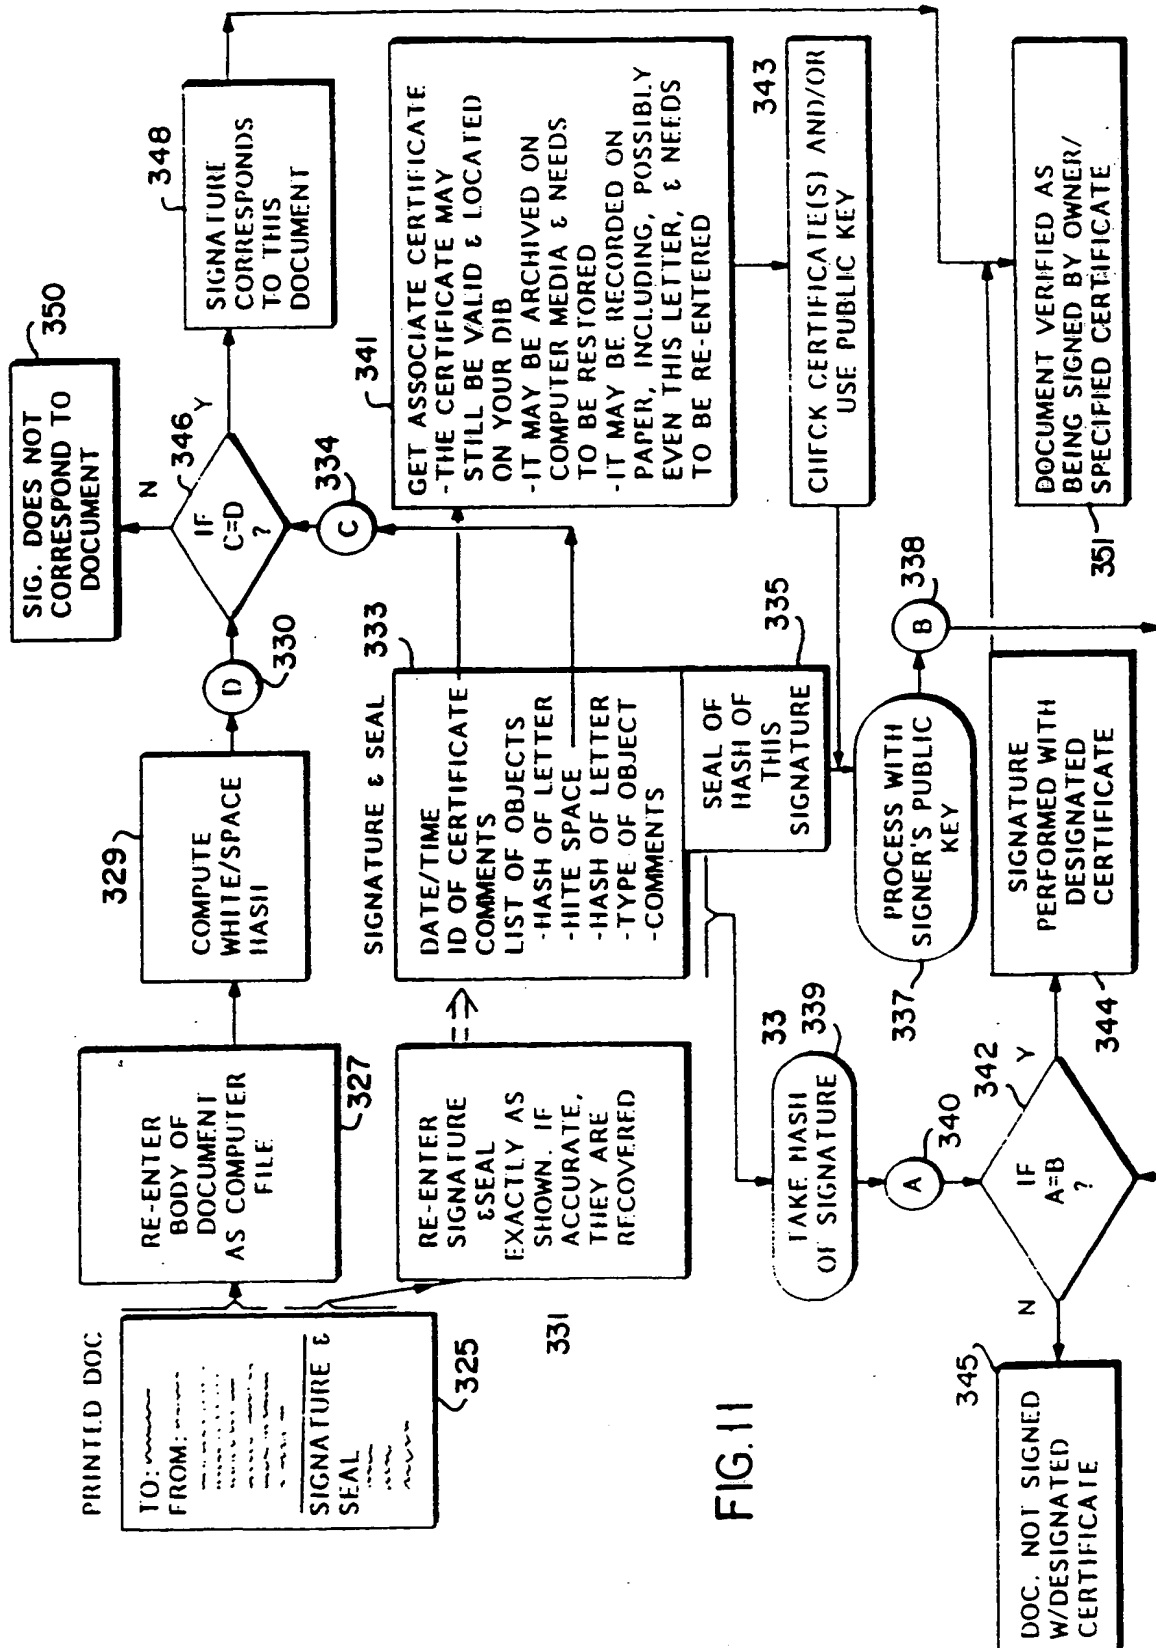 PRINTED DOC
TO:
FROM:
SIGNATURE &
SEAL
325
RE-ENTER
BODY OF
DOCUMENT
AS COMPUTER
FILE
327
COMPUTE
WHITE/SPACE
HASH
329
D
330
IF
C=D
?
346
N
Y
SIG. DOES NOT
CORRESPOND TO
DOCUMENT
350
SIGNATURE
CORRESPONDS
TO THIS
DOCUMENT
348
C
334
331
RE-ENTER
SIGNATURE
&SEAL
EXACTLY AS
SHOWN. IF
ACCURATE,
THEY ARE
RECOVERED
SIGNATURE & SEAL
333
DATE/TIME
ID OF CERTIFICATE
COMMENTS
LIST OF OBJECTS
-HASH OF LETTER
-HITE SPACE
-HASH OF LETTER
-TYPE OF OBJECT
-COMMENTS
SEAL OF
HASH OF
THIS
SIGNATURE
335
341
GET ASSOCIATE CERTIFICATE
-THE CERTIFICATE MAY
STILL BE VALID & LOCATED
ON YOUR DIB
-IT MAY BE ARCHIVED ON
COMPUTER MEDIA & NEEDS
TO BE RESTORED
-IT MAY BE RECORDED ON
PAPER, INCLUDING, POSSIBLY
EVEN THIS LETTER, & NEEDS
TO BE RE-ENTERED
343
CHECK CERTIFICATE(S) AND/OR
USE PUBLIC KEY
33
339
TAKE HASH
OF SIGNATURE
PROCESS WITH
SIGNER'S PUBLIC
KEY
337
B
338
A
340
IF
A=B
?
342
N
Y
345
DOC. NOT SIGNED
W/DESIGNATED
CERTIFICATE
SIGNATURE
PERFORMED WITH
DESIGNATED
CERTIFICATE
344
DOCUMENT VERIFIED AS
BEING SIGNED BY OWNER/
SPECIFIED CERTIFICATE
351
FIG.11